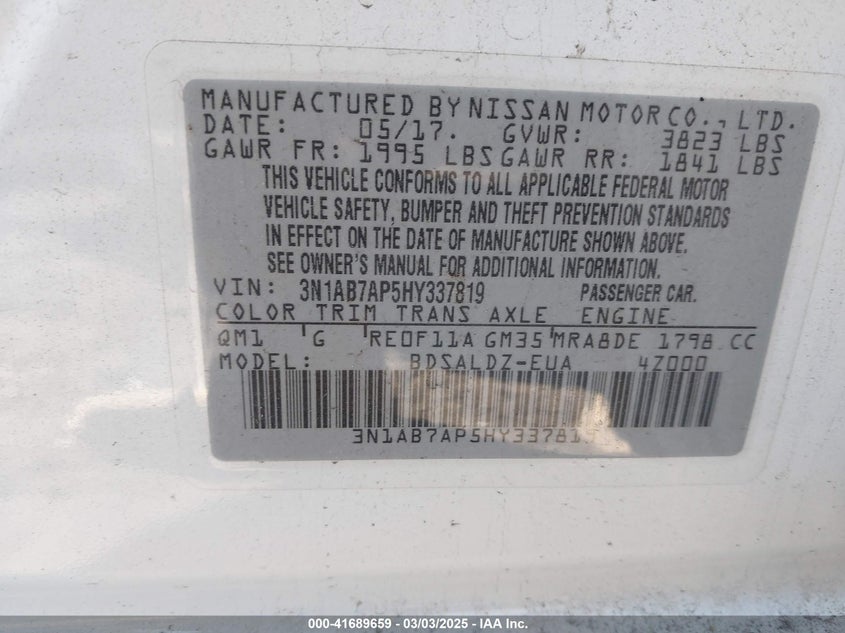 MANUFACTURED BY NISSAN MOTOR CO., LTD.
DATE: 05/17. GVWR: 3823 LBS
GAWR FR: 1995 LBS GAWR RR: 1841 LBS
THIS VEHICLE CONFORMS TO ALL APPLICABLE FEDERAL MOTOR
VEHICLE SAFETY, BUMPER AND THEFT PREVENTION STANDARDS
IN EFFECT ON THE DATE OF MANUFACTURE SHOWN ABOVE.
SEE OWNER'S MANUAL FOR ADDITIONAL INFORMATION.
VIN: 3N1AB7AP5HY337819 PASSENGER CAR.
COLOR TRIM TRANS AXLE ENGINE
QM1 G RE0F11A GM35 MRA8DE 1798 CC
MODEL: BDSALDZ-EUA 4Z000
3N1AB7AP5HY337819
000-41689659 — 03/03/2025 — IAA Inc.